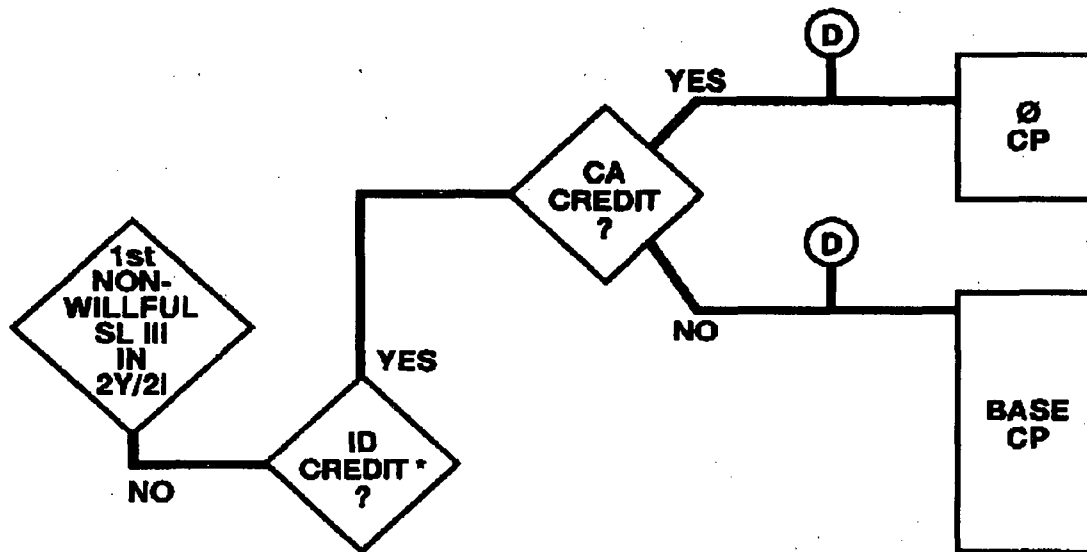 D
YES
Ø
CP
CA
CREDIT
?
D
1st
NON-
WILLFUL
SL III
IN
2Y/2I
NO
YES
BASE
CP
ID
CREDIT *
?
NO